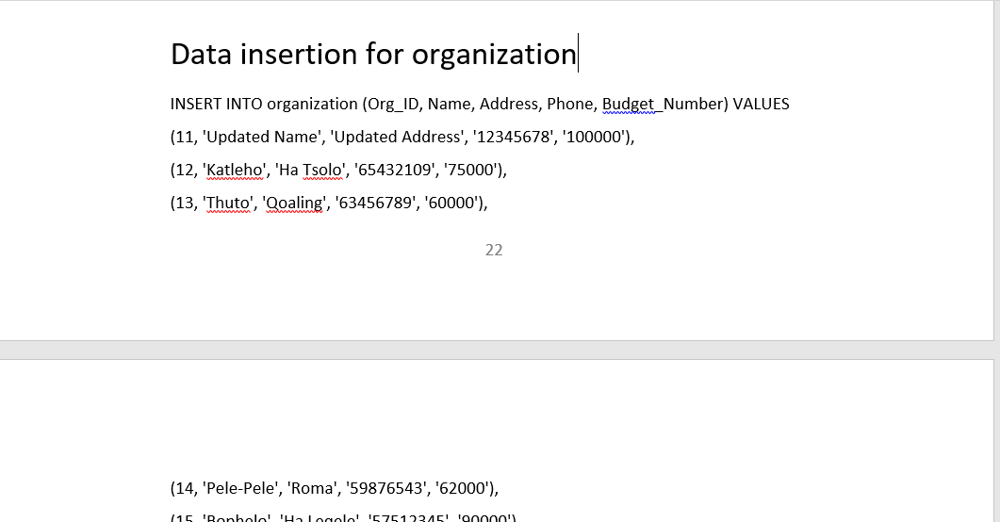 Data insertion for organization
INSERT INTO organization (Org_ID, Name, Address, Phone, Budget_Number) VALUES
(11, 'Updated Name', 'Updated Address', '12345678', '100000'),
(12, 'Katleho', 'Ha Tsolo', '65432109', '75000'),
(13, 'Thuto', 'Qoaling', '63456789', '60000'),
22
(14, 'Pele-Pele', 'Roma', '59876543', '62000'),
(15, 'Bophelo', 'Ha Leqele', '57512345', '90000')